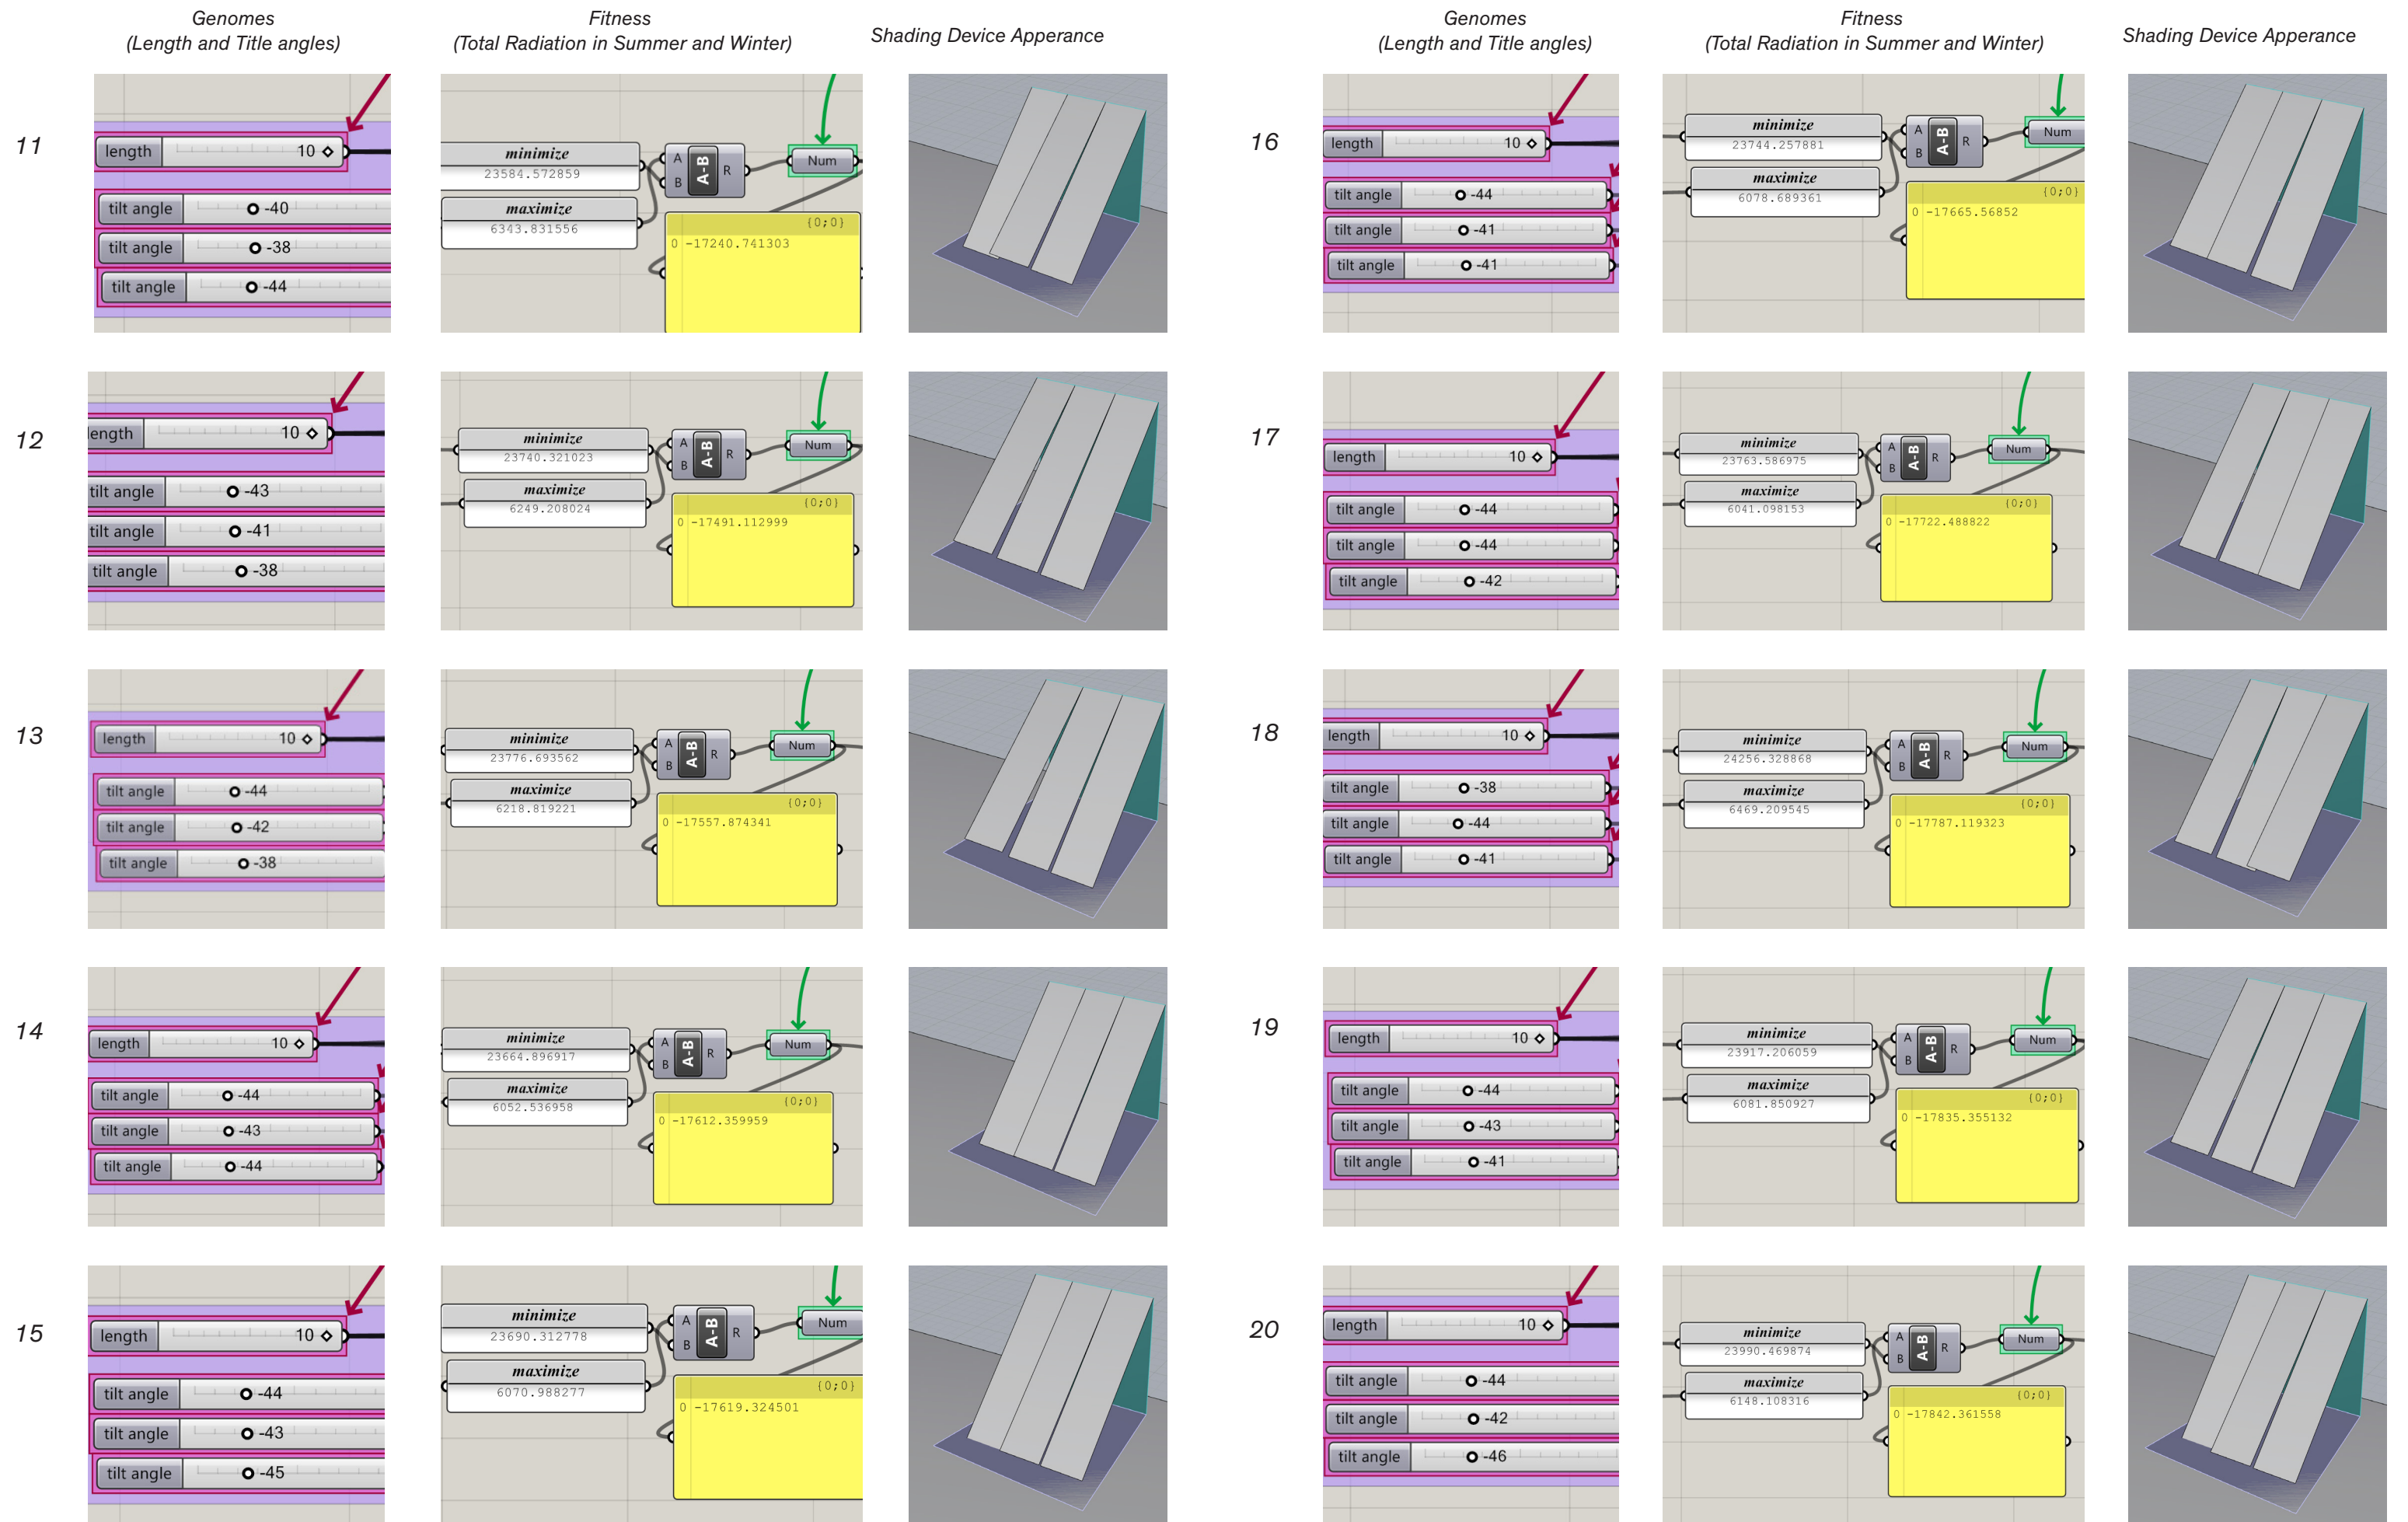 Genomes
(Length and Title angles)
Fitness
(Total Radiation in Summer and Winter)
Shading Device Apperance
11
length 10
tilt angle -40
tilt angle -38
tilt angle -44
minimize
23584.572859
maximize
6343.831556
A
B
A-B
R
Num
{0;0}
0 -17240.741303
12
length 10
tilt angle -43
tilt angle -41
tilt angle -38
minimize
23740.321023
maximize
6249.208024
A
B
A-B
R
Num
{0;0}
0 -17491.112999
13
length 10
tilt angle -44
tilt angle -42
tilt angle -38
minimize
23776.693562
maximize
6218.819221
A
B
A-B
R
Num
{0;0}
0 -17557.874341
14
length 10
tilt angle -44
tilt angle -43
tilt angle -44
minimize
23664.896917
maximize
6052.536958
A
B
A-B
R
Num
{0;0}
0 -17612.359959
15
length 10
tilt angle -44
tilt angle -43
tilt angle -45
minimize
23690.312778
maximize
6070.988277
A
B
A-B
R
Num
{0;0}
0 -17619.324501
Genomes
(Length and Title angles)
Fitness
(Total Radiation in Summer and Winter)
Shading Device Apperance
16
length 10
tilt angle -44
tilt angle -41
tilt angle -41
minimize
23744.257881
maximize
6078.689361
A
B
A-B
R
Num
{0;0}
0 -17665.56852
17
length 10
tilt angle -44
tilt angle -44
tilt angle -42
minimize
23763.586975
maximize
6041.098153
A
B
A-B
R
Num
{0;0}
0 -17722.488822
18
length 10
tilt angle -38
tilt angle -44
tilt angle -41
minimize
24256.328868
maximize
6469.209545
A
B
A-B
R
Num
{0;0}
0 -17787.119323
19
length 10
tilt angle -44
tilt angle -43
tilt angle -41
minimize
23917.206059
maximize
6081.850927
A
B
A-B
R
Num
{0;0}
0 -17835.355132
20
length 10
tilt angle -44
tilt angle -42
tilt angle -46
minimize
23990.469874
maximize
6148.108316
A
B
A-B
R
Num
{0;0}
0 -17842.361558